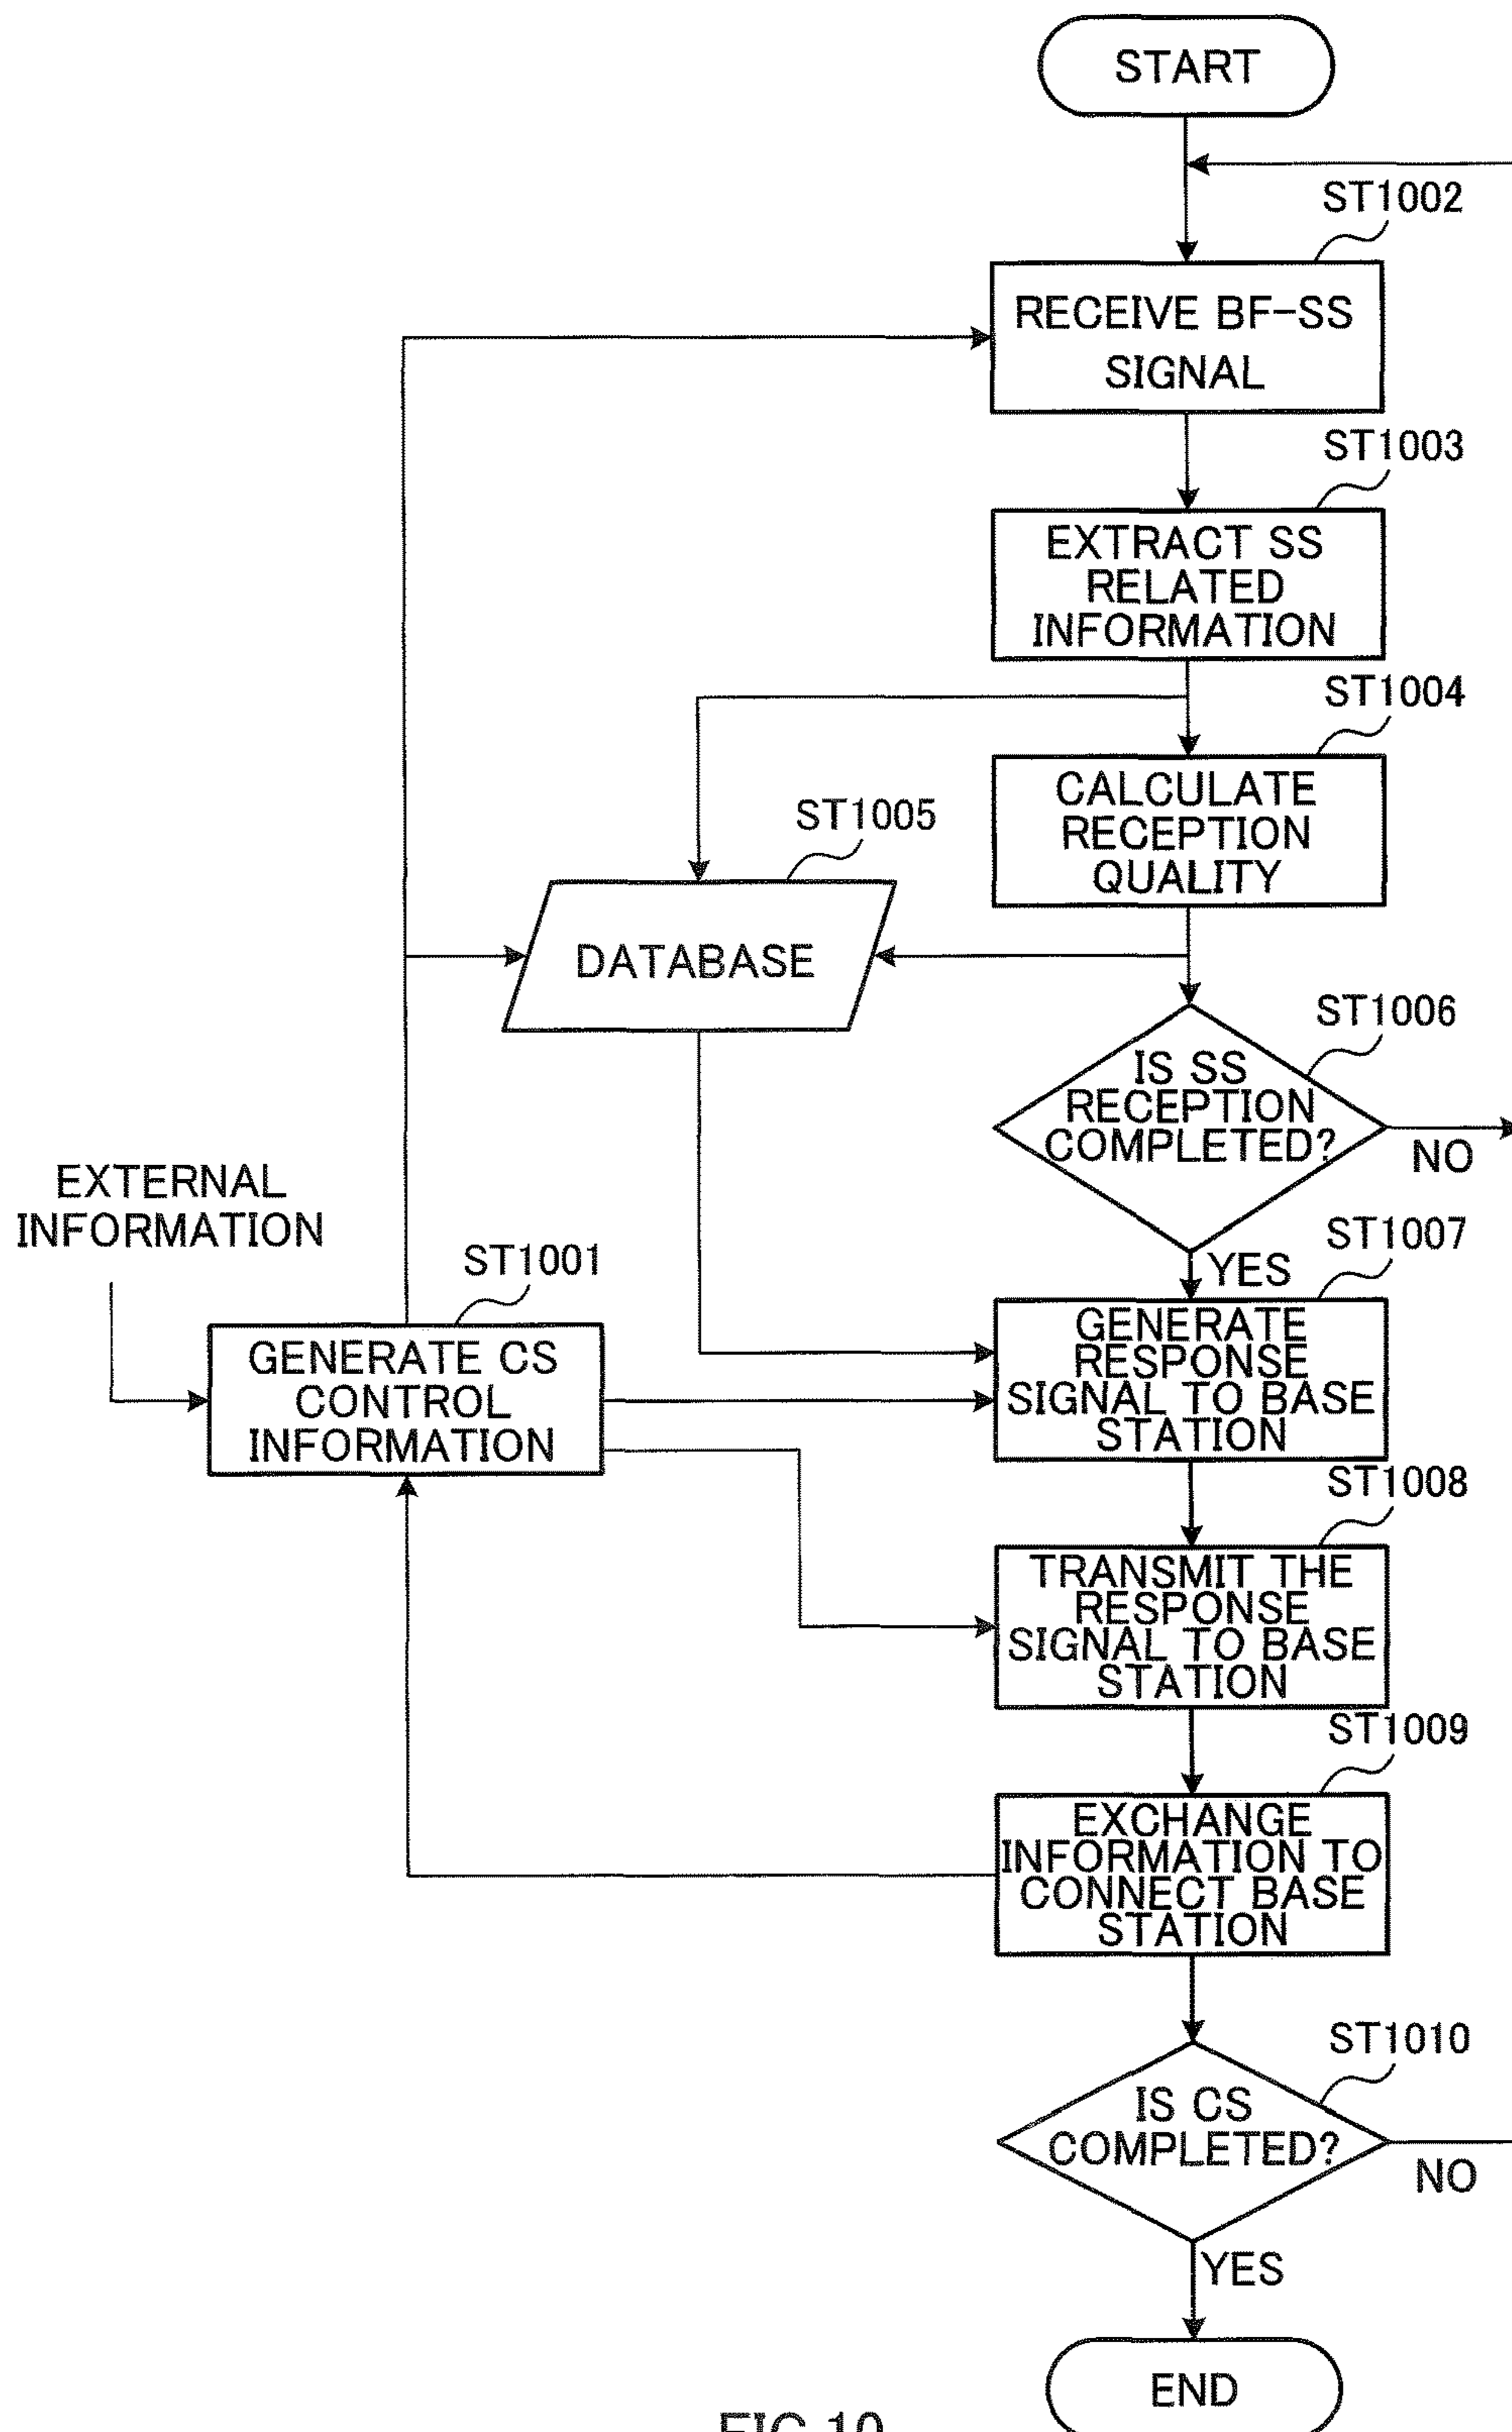 START
ST1002
RECEIVE BF-SS
SIGNAL
ST1003
EXTRACT SS
RELATED
INFORMATION
ST1004
CALCULATE
RECEPTION
QUALITY
ST1005
DATABASE
ST1006
IS SS
RECEPTION
COMPLETED?
NO
YES
EXTERNAL
INFORMATION
ST1001
GENERATE CS
CONTROL
INFORMATION
ST1007
GENERATE
RESPONSE
SIGNAL TO BASE
STATION
ST1008
TRANSMIT THE
RESPONSE
SIGNAL TO BASE
STATION
ST1009
EXCHANGE
INFORMATION TO
CONNECT BASE
STATION
ST1010
IS CS
COMPLETED?
NO
YES
END
FIG.10